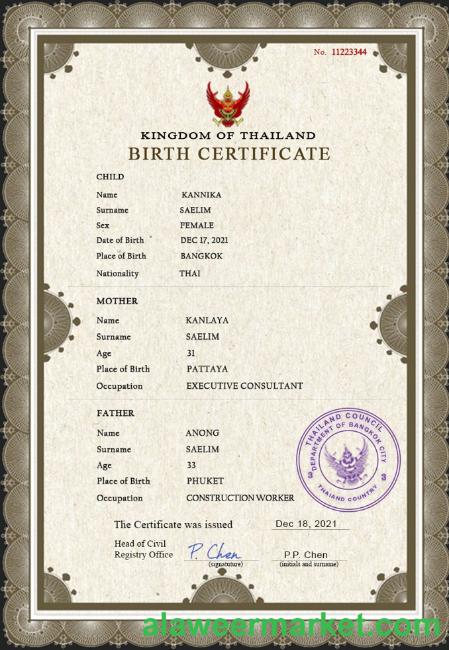 No. 11223344
KINGDOM OF THAILAND
BIRTH CERTIFICATE
CHILD
Name KANNIKA
Surname SAELIM
Sex FEMALE
Date of Birth DEC 17, 2021
Place of Birth BANGKOK
Nationality THAI
MOTHER
Name KANLAYA
Surname SAELIM
Age 31
Place of Birth PATTAYA
Occupation EXECUTIVE CONSULTANT
FATHER
Name ANONG
Surname SAELIM
Age 33
Place of Birth PHUKET
Occupation CONSTRUCTION WORKER
THAILAND COUNCIL
DEPARTMENT OF BANGKOK CITY
THAIAND COUNTRY
The Certificate was issued Dec 18, 2021
Head of Civil
Registry Office P. Chen P.P. Chen
(signuture) (initials and surname)
alaweermarket.com